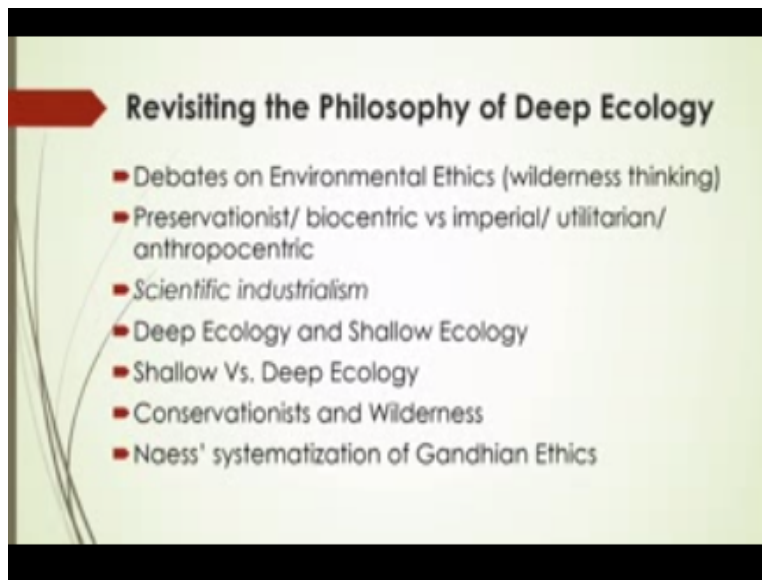 Revisiting the Philosophy of Deep Ecology
Debates on Environmental Ethics (wilderness thinking)
Preservationist/ biocentric vs imperial/ utilitarian/
anthropocentric
Scientific industrialism
Deep Ecology and Shallow Ecology
Shallow Vs. Deep Ecology
Conservationists and Wilderness
Naess' systematization of Gandhian Ethics